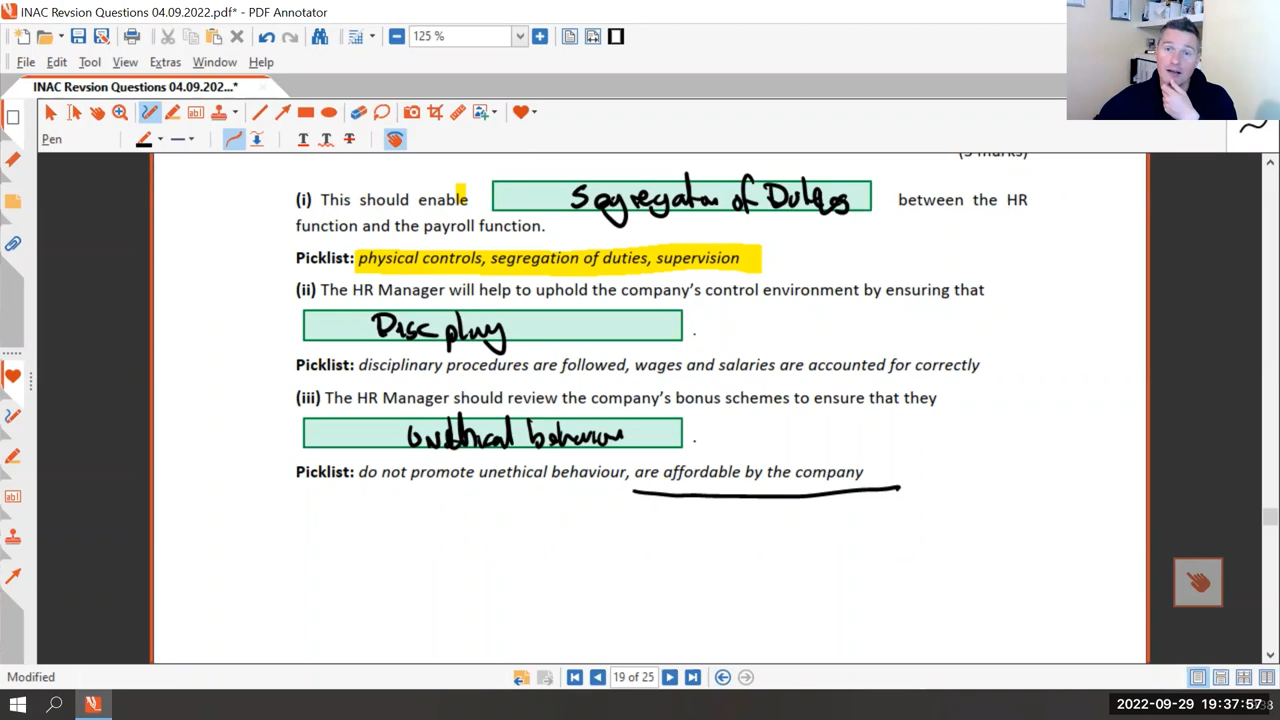 INAC Revision Questions 04.09.2022.pdf* - PDF Annotator
125 %
File Edit Tool View Extras Window Help
INAC Revsion Questions 04.09.202...*
Pen
(i) This should enable Segregation of Duties between the HR
function and the payroll function.
Picklist: physical controls, segregation of duties, supervision
(ii) The HR Manager will help to uphold the company's control environment by ensuring that
.
Picklist: disciplinary procedures are followed, wages and salaries are accounted for correctly
(iii) The HR Manager should review the company's bonus schemes to ensure that they
Unethical behaviour .
Picklist: do not promote unethical behaviour, are affordable by the company
Modified 19 of 25
2022-09-29 19:37:57